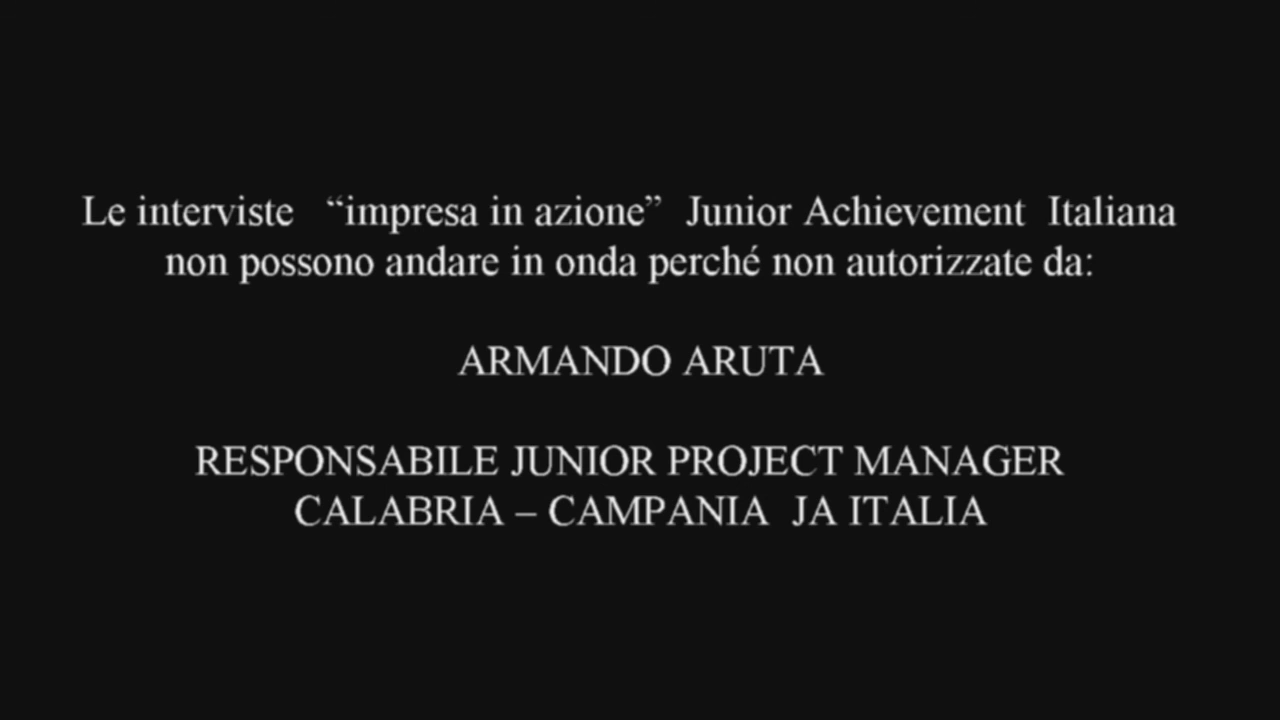 Le interviste “impresa in azione” Junior Achievement Italiana
non possono andare in onda perché non autorizzate da:
ARMANDO ARUTA
RESPONSABILE JUNIOR PROJECT MANAGER
CALABRIA – CAMPANIA JA ITALIA